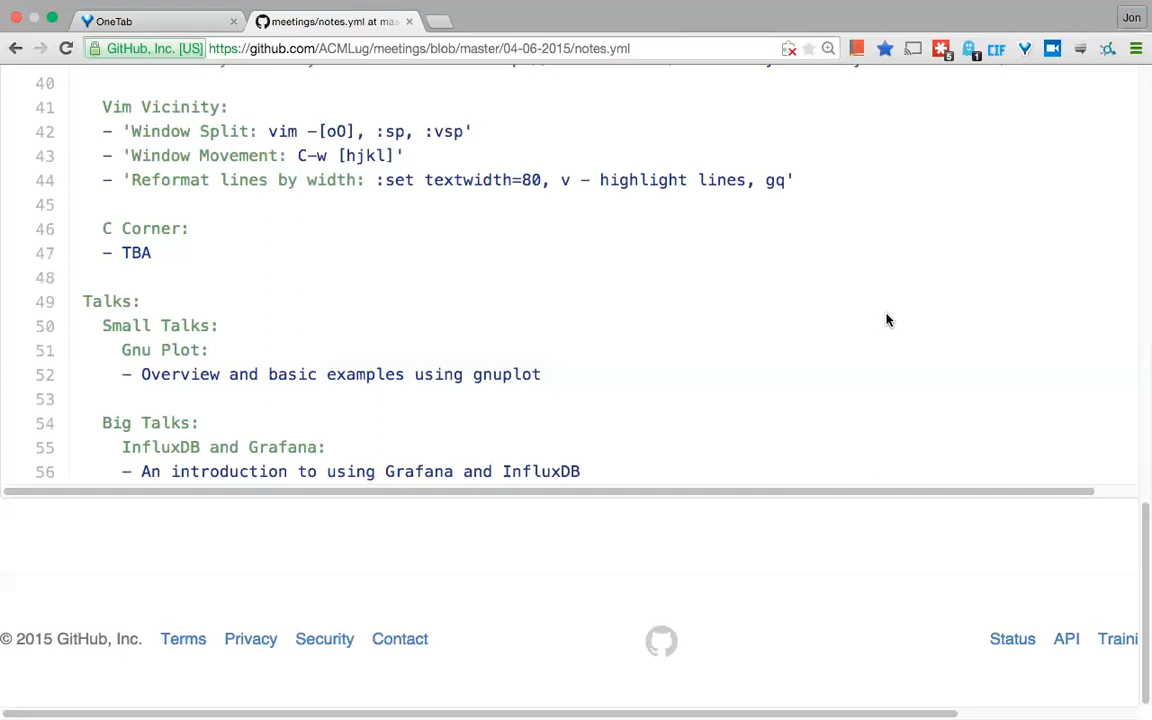 OneTab
meetings/notes.yml at mas
Jon
GitHub, Inc. [US] https://github.com/ACMLug/meetings/blob/master/04-06-2015/notes.yml
6
1
CIF
40
41 Vim Vicinity:
42 - 'Window Split: vim -[oO], :sp, :vsp'
43 - 'Window Movement: C-w [hjkl]'
44 - 'Reformat lines by width: :set textwidth=80, v - highlight lines, gq'
45
46 C Corner:
47 - TBA
48
49 Talks:
50 Small Talks:
51 Gnu Plot:
52 - Overview and basic examples using gnuplot
53
54 Big Talks:
55 InfluxDB and Grafana:
56 - An introduction to using Grafana and InfluxDB
© 2015 GitHub, Inc. Terms Privacy Security Contact Status API Traini